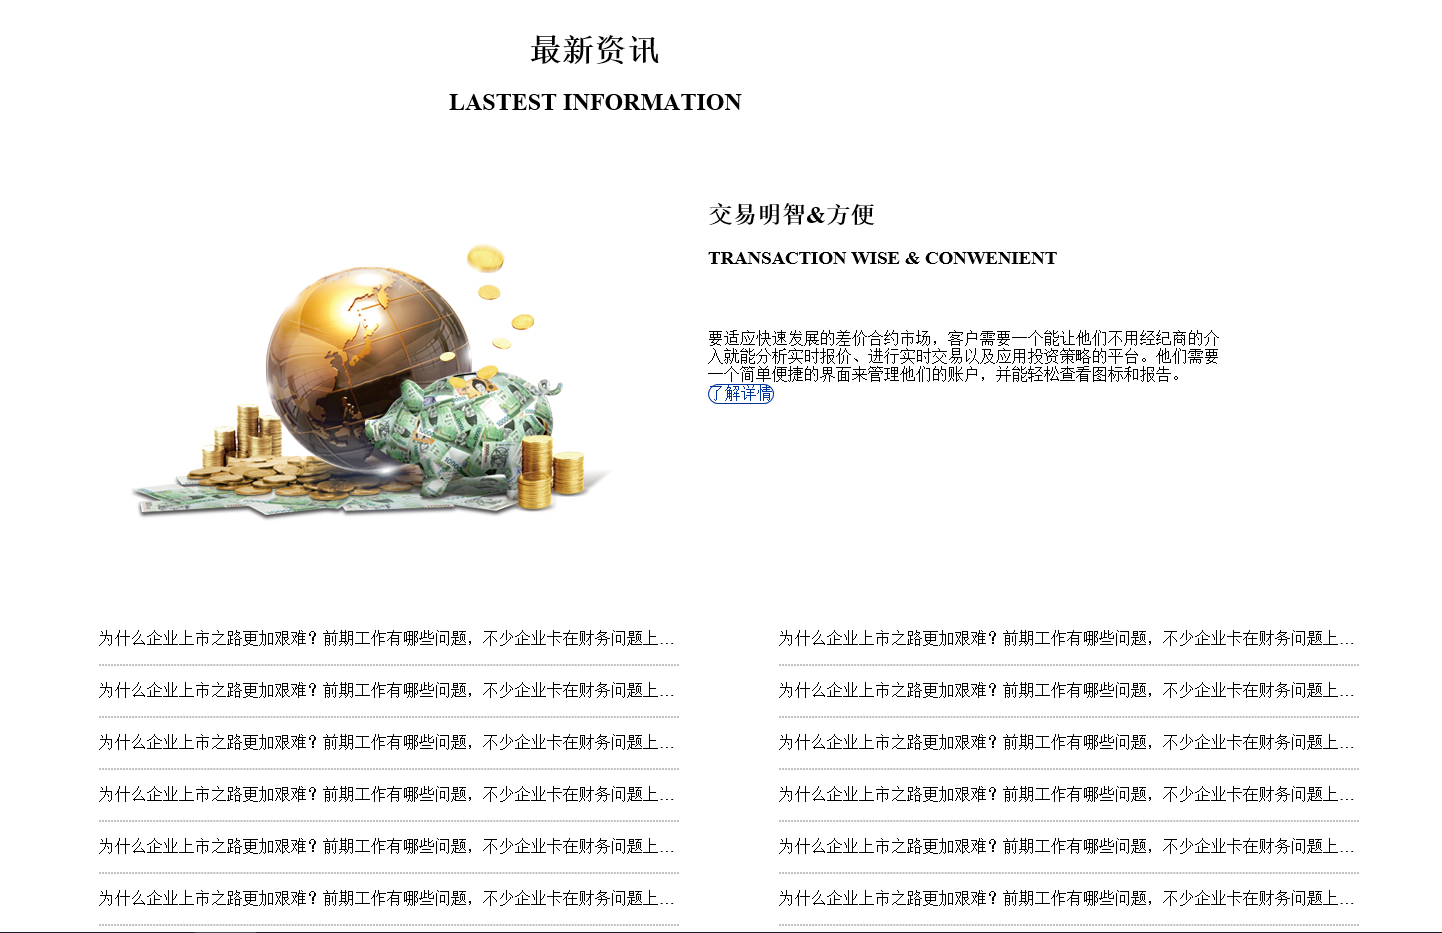 最新资讯
LASTEST INFORMATION
交易明智&方便
TRANSACTION WISE & CONWENIENT
要适应快速发展的差价合约市场，客户需要一个能让他们不用经纪商的介
入就能分析实时报价、进行实时交易以及应用投资策略的平台。他们需要
一个简单便捷的界面来管理他们的账户，并能轻松查看图标和报告。
了解详情
为什么企业上市之路更加艰难？前期工作有哪些问题，不少企业卡在财务问题上...
为什么企业上市之路更加艰难？前期工作有哪些问题，不少企业卡在财务问题上...
为什么企业上市之路更加艰难？前期工作有哪些问题，不少企业卡在财务问题上...
为什么企业上市之路更加艰难？前期工作有哪些问题，不少企业卡在财务问题上...
为什么企业上市之路更加艰难？前期工作有哪些问题，不少企业卡在财务问题上...
为什么企业上市之路更加艰难？前期工作有哪些问题，不少企业卡在财务问题上...
为什么企业上市之路更加艰难？前期工作有哪些问题，不少企业卡在财务问题上...
为什么企业上市之路更加艰难？前期工作有哪些问题，不少企业卡在财务问题上...
为什么企业上市之路更加艰难？前期工作有哪些问题，不少企业卡在财务问题上...
为什么企业上市之路更加艰难？前期工作有哪些问题，不少企业卡在财务问题上...
为什么企业上市之路更加艰难？前期工作有哪些问题，不少企业卡在财务问题上...
为什么企业上市之路更加艰难？前期工作有哪些问题，不少企业卡在财务问题上...